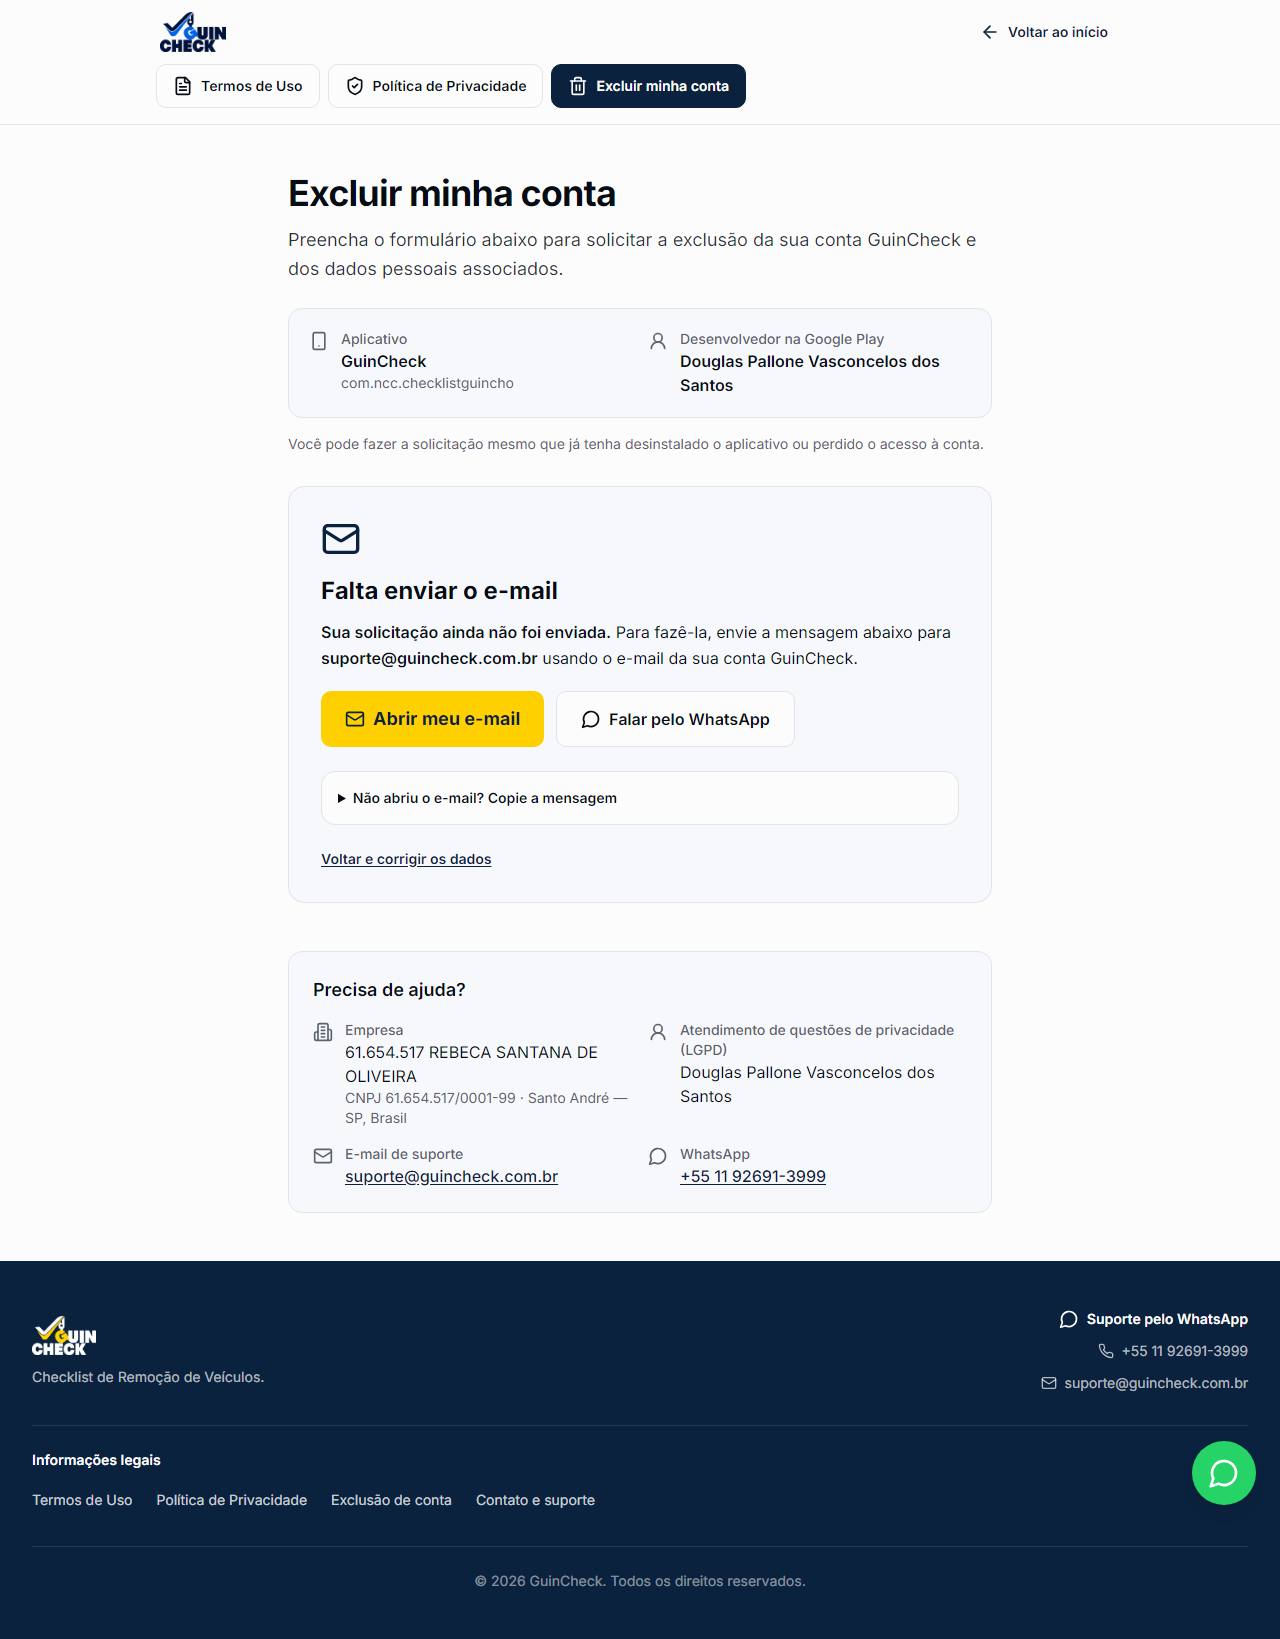 GUIN
CHECK
Voltar ao início
Termos de Uso
Política de Privacidade
Excluir minha conta
Excluir minha conta
Preencha o formulário abaixo para solicitar a exclusão da sua conta GuinCheck e
dos dados pessoais associados.
Aplicativo
GuinCheck
com.ncc.checklistguincho
Desenvolvedor na Google Play
Douglas Pallone Vasconcelos dos
Santos
Você pode fazer a solicitação mesmo que já tenha desinstalado o aplicativo ou perdido o acesso à conta.
Falta enviar o e-mail
Sua solicitação ainda não foi enviada. Para fazê-la, envie a mensagem abaixo para
suporte@guincheck.com.br usando o e-mail da sua conta GuinCheck.
Abrir meu e-mail
Falar pelo WhatsApp
Não abriu o e-mail? Copie a mensagem
Voltar e corrigir os dados
Precisa de ajuda?
Empresa
61.654.517 REBECA SANTANA DE
OLIVEIRA
CNPJ 61.654.517/0001-99 · Santo André —
SP, Brasil
Atendimento de questões de privacidade
(LGPD)
Douglas Pallone Vasconcelos dos
Santos
E-mail de suporte
suporte@guincheck.com.br
WhatsApp
+55 11 92691-3999
GUIN
CHECK
Checklist de Remoção de Veículos.
Suporte pelo WhatsApp
+55 11 92691-3999
suporte@guincheck.com.br
Informações legais
Termos de Uso
Política de Privacidade
Exclusão de conta
Contato e suporte
© 2026 GuinCheck. Todos os direitos reservados.